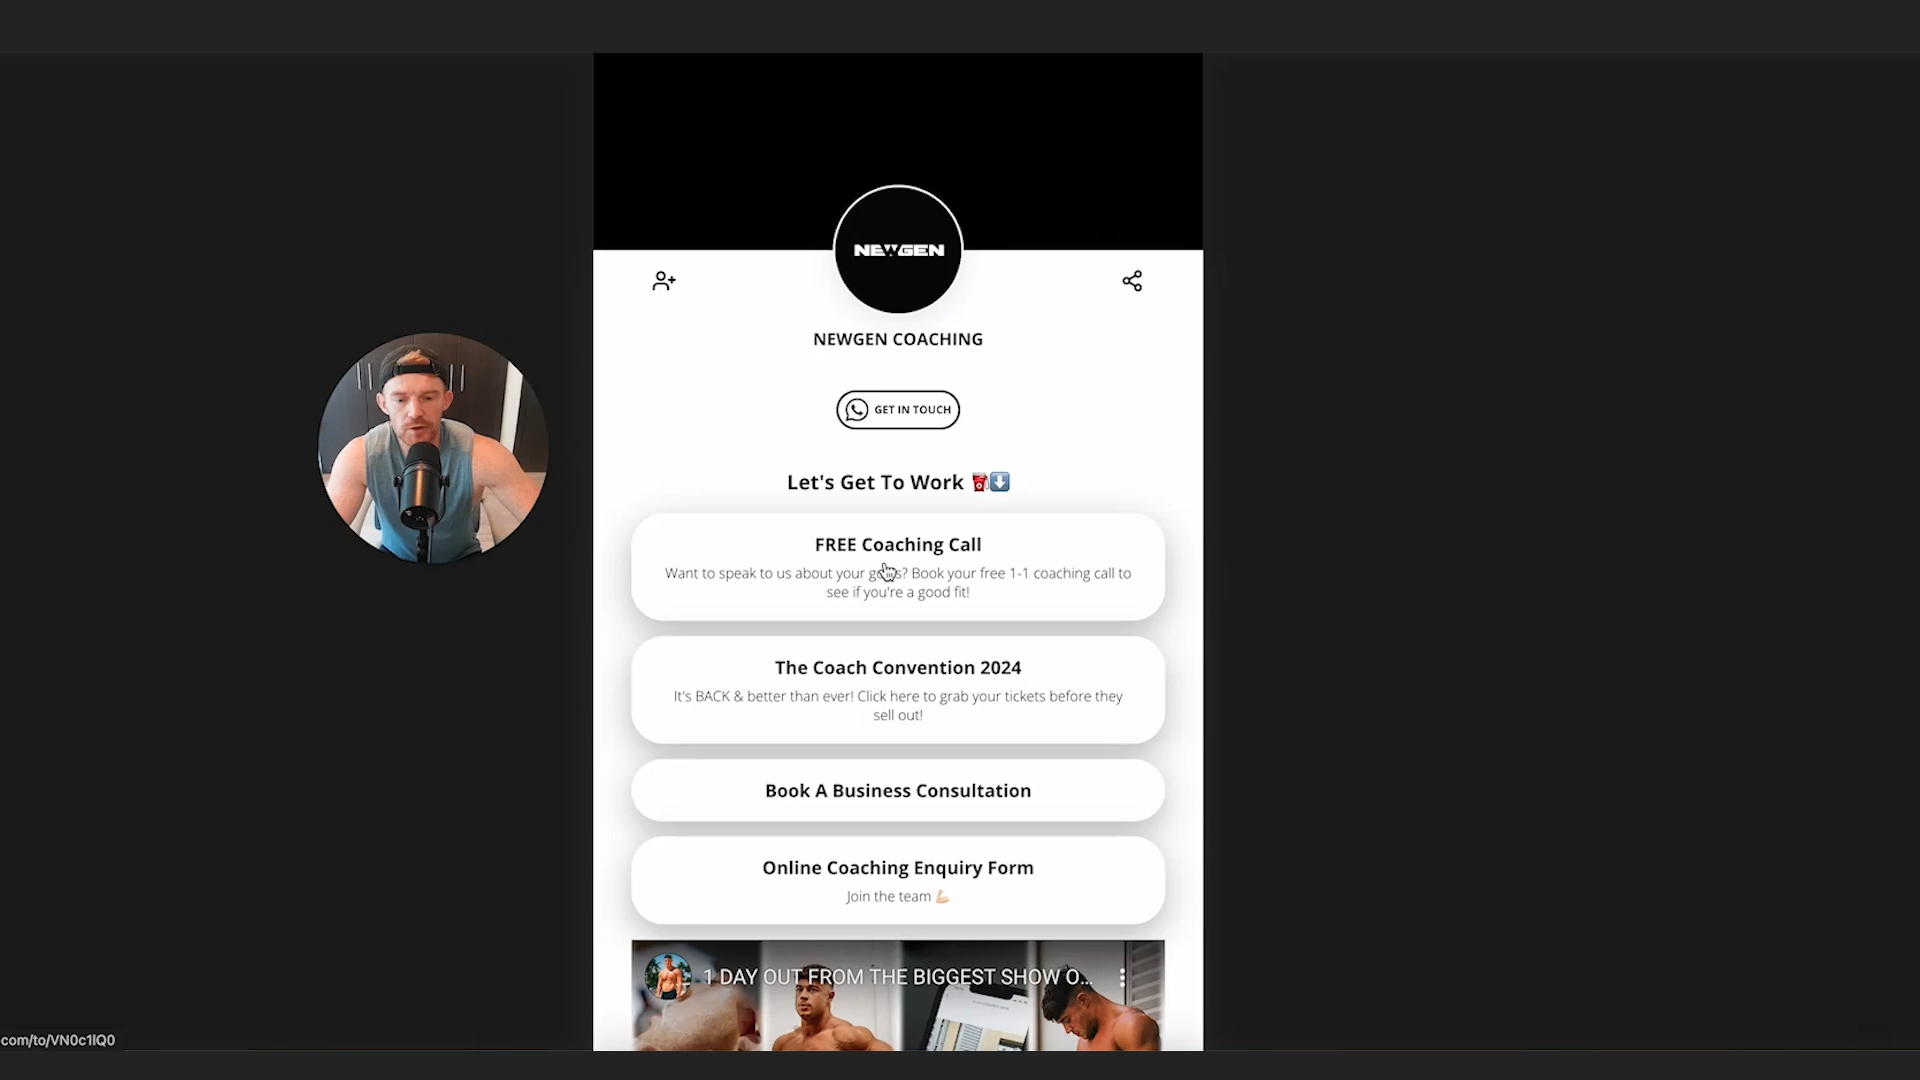 NEWGEN
NEWGEN COACHING
GET IN TOUCH
Let's Get To Work
FREE Coaching Call
Want to speak to us about your goals? Book your free 1-1 coaching call to
see if you're a good fit!
The Coach Convention 2024
It's BACK & better than ever! Click here to grab your tickets before they
sell out!
Book A Business Consultation
Online Coaching Enquiry Form
Join the team
1 DAY OUT FROM THE BIGGEST SHOW O...
com/to/VN0c1lQ0